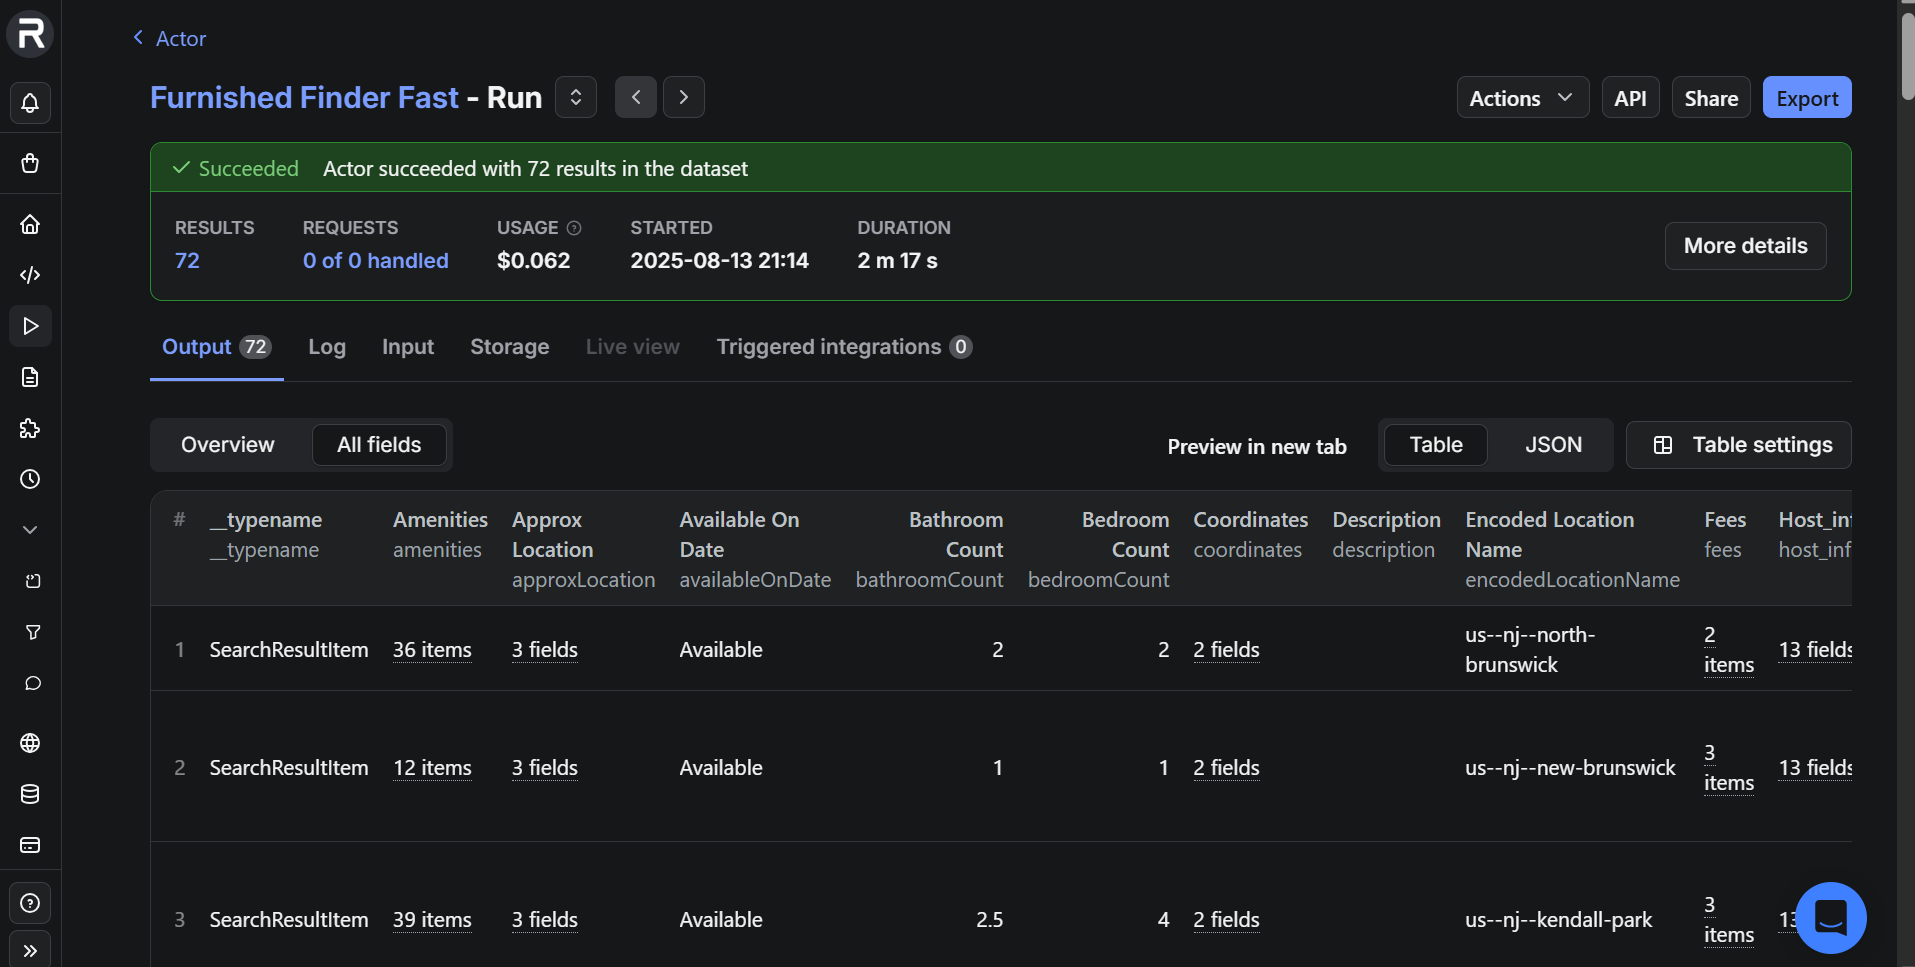 Actor
Furnished Finder Fast - Run
Actions
API
Share
Export
Succeeded Actor succeeded with 72 results in the dataset
RESULTS REQUESTS USAGE STARTED DURATION
72 0 of 0 handled $0.062 2025-08-13 21:14 2 m 17 s
More details
Output 72 Log Input Storage Live view Triggered integrations 0
Overview All fields Preview in new tab Table JSON Table settings
# __typename Amenities Approx Available On Bathroom Bedroom Coordinates Description Encoded Location Fees Host_inf
__typename amenities Location Date Count Count coordinates description Name fees host_inf
approxLocation availableOnDate bathroomCount bedroomCount encodedLocationName
1 SearchResultItem 36 items 3 fields Available 2 2 2 fields us--nj--north-brunswick 2 items 13 fields
2 SearchResultItem 12 items 3 fields Available 1 1 2 fields us--nj--new-brunswick 3 items 13 fields
3 SearchResultItem 39 items 3 fields Available 2.5 4 2 fields us--nj--kendall-park 3 items 13